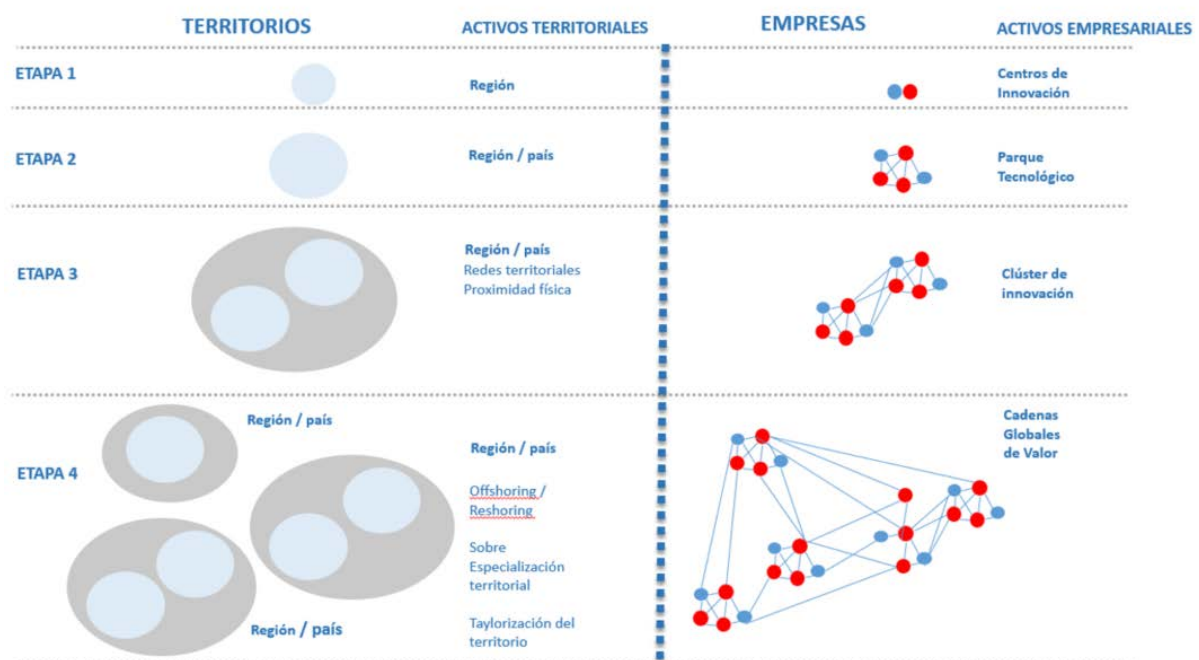 TERRITORIOS
ACTIVOS TERRITORIALES
EMPRESAS
ACTIVOS EMPRESARIALES
ETAPA 1
Región
Centros de
Innovación
ETAPA 2
Región / país
Parque
Tecnológico
ETAPA 3
Región / país
Redes territoriales
Proximidad física
Clúster de
innovación
ETAPA 4
Región / país
Región / país
Región / país
Offshoring /
Reshoring
Sobre
Especialización
territorial
Taylorización del
territorio
Cadenas
Globales
de Valor